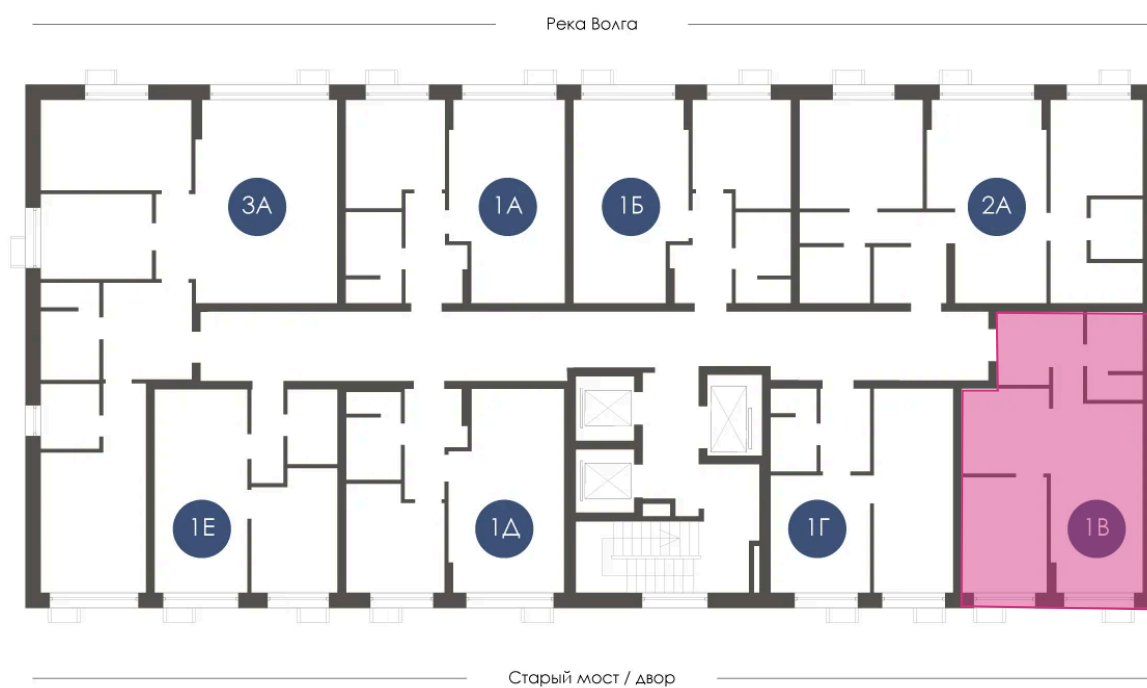 Река Волга
3А
1А
1Б
2А
1Е
1Д
1Г
1В
Старый мост / двор